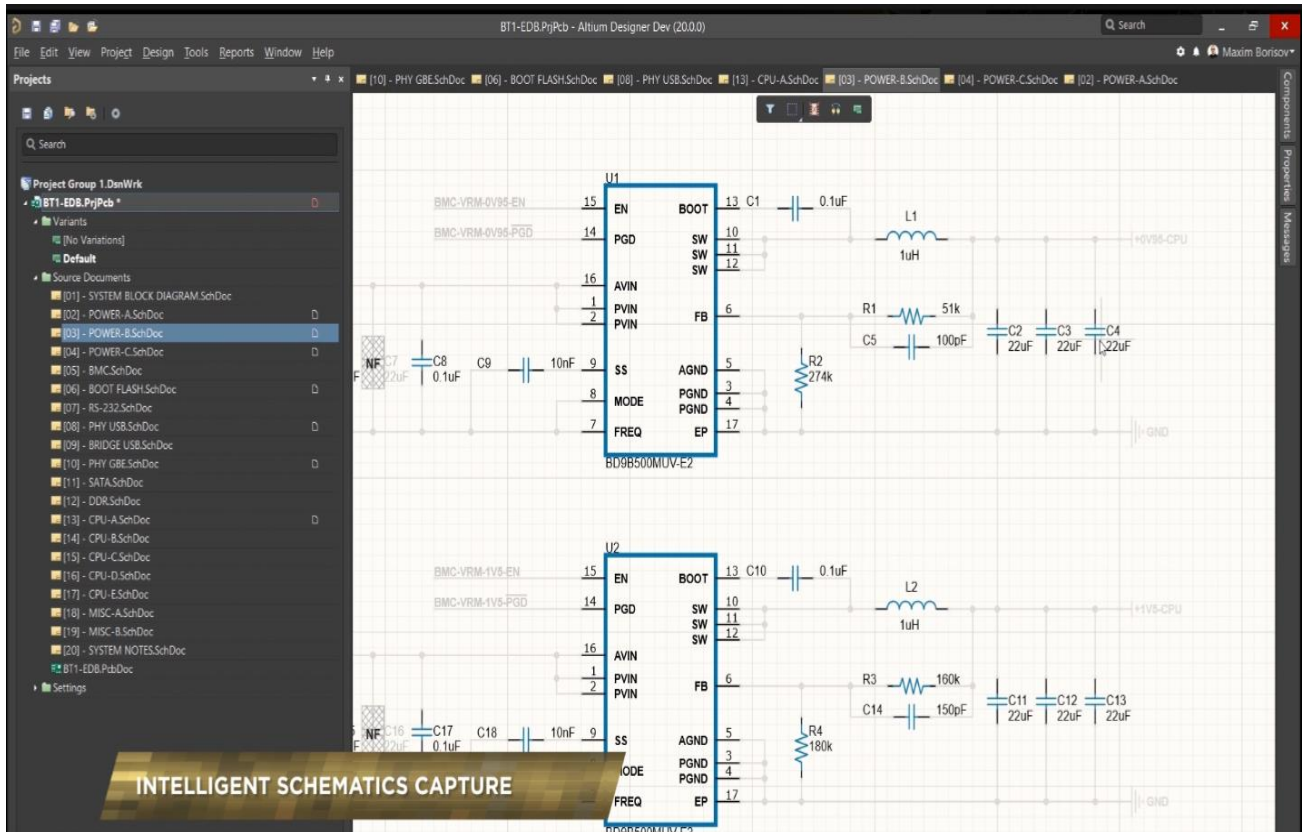 BT1-EDB.PrjPcb - Altium Designer Dev (20.0.0)
Search
File Edit View Project Design Tools Reports Window Help
Maxim Borisov
Projects
[10] - PHY GBE.SchDoc [06] - BOOT FLASH.SchDoc [08] - PHY USB.SchDoc [13] - CPU-A.SchDoc [03] - POWER-B.SchDoc [04] - POWER-C.SchDoc [02] - POWER-A.SchDoc
Components
Properties
Messages
Search
Project Group 1.DsnWrk
BT1-EDB.PrjPcb *
Variants
[No Variations]
Default
Source Documents
[01] - SYSTEM BLOCK DIAGRAM.SchDoc
[02] - POWER-A.SchDoc
[03] - POWER-B.SchDoc
[04] - POWER-C.SchDoc
[05] - BMC.SchDoc
[06] - BOOT FLASH.SchDoc
[07] - RS-232.SchDoc
[08] - PHY USB.SchDoc
[09] - BRIDGE USB.SchDoc
[10] - PHY GBE.SchDoc
[11] - SATA.SchDoc
[12] - DDR.SchDoc
[13] - CPU-A.SchDoc
[14] - CPU-B.SchDoc
[15] - CPU-C.SchDoc
[16] - CPU-D.SchDoc
[17] - CPU-E.SchDoc
[18] - MISC-A.SchDoc
[19] - MISC-B.SchDoc
[20] - SYSTEM NOTES.SchDoc
BT1-EDB.PcbDoc
Settings
U1
BMC-VRM-0V95-EN 15 EN BOOT 13 C1 0.1uF
BMC-VRM-0V95-PGD 14 PGD SW 10
SW 11
SW 12
L1
1uH
+0V95-CPU
16 AVIN
1 PVIN
2 PVIN
FB 6
R1 51k
C5 100pF
C2 22uF
C3 22uF
C4 22uF
NF C7 22uF
C8 0.1uF
C9 10nF 9 SS AGND 5
R2 274k
8 MODE PGND 3
PGND 4
7 FREQ EP 17
GND
BD9B500MUV-E2
U2
BMC-VRM-1V5-EN 15 EN BOOT 13 C10 0.1uF
BMC-VRM-1V5-PGD 14 PGD SW 10
SW 11
SW 12
L2
1uH
+1V5-CPU
16 AVIN
1 PVIN
2 PVIN
FB 6
R3 160k
C14 150pF
C11 22uF
C12 22uF
C13 22uF
NF C16 22uF
C17 0.1uF
C18 10nF 9 SS AGND 5
R4 180k
ODE PGND 3
PGND 4
FREQ EP 17
GND
BD9B500MUV-E2
INTELLIGENT SCHEMATICS CAPTURE